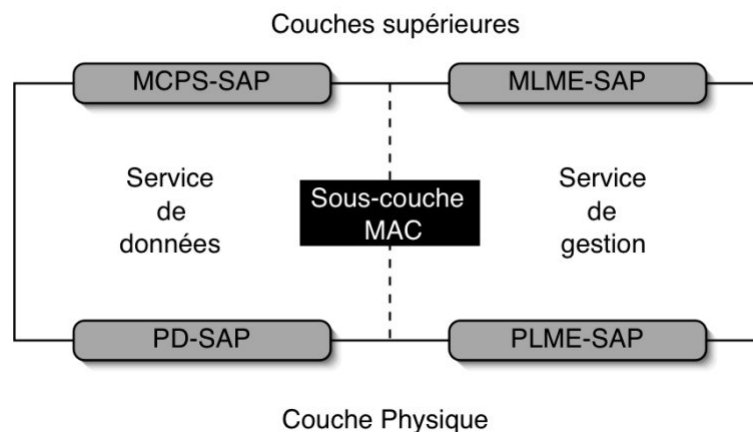 Couches supérieures
MCPS-SAP MLME-SAP
Service
de
données
Sous-couche
MAC
Service
de
gestion
PD-SAP PLME-SAP
Couche Physique